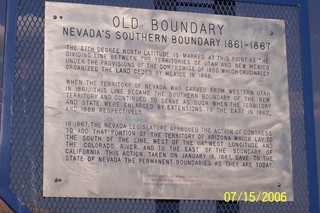 OLD BOUNDARY
NEVADA'S SOUTHERN BOUNDARY 1861-1867
THE 37TH DEGREE NORTH LATITUDE IS MARKED AT THIS POINT AS THE
DIVIDING LINE BETWEEN THE TERRITORIES OF UTAH AND NEW MEXICO
UNDER THE PROVISIONS OF THE COMPROMISE OF 1850 WHICH ORIGINALLY
ORGANIZED THE LAND CEDED BY MEXICO IN 1848.
WHEN THE TERRITORY OF NEVADA WAS CARVED FROM WESTERN UTAH
IN 1861, THIS LINE BECAME THE SOUTHERN BOUNDARY OF THE NEW
TERRITORY AND CONTINUED TO SERVE AS SUCH WHEN THE TERRITORY
AND STATE WERE ENLARGED BY EXTENSIONS TO THE EAST IN 1862,
AND 1866 RESPECTIVELY.
IN 1867, THE NEVADA LEGISLATURE APPROVED THE ACTION OF CONGRESS
TO ADD THAT PORTION OF THE TERRITORY OF ARIZONA WHICH LAY TO
THE SOUTH OF THE LINE, WEST OF THE 114° WEST LONGITUDE AND
THE COLORADO RIVER, AND TO THE EAST OF THE BOUNDARY OF
CALIFORNIA. THIS ACTION, TAKEN ON JANUARY 18, 1867, GAVE TO THE
STATE OF NEVADA THE PERMANENT BOUNDARIES AS THEY ARE TODAY
07/15/2006